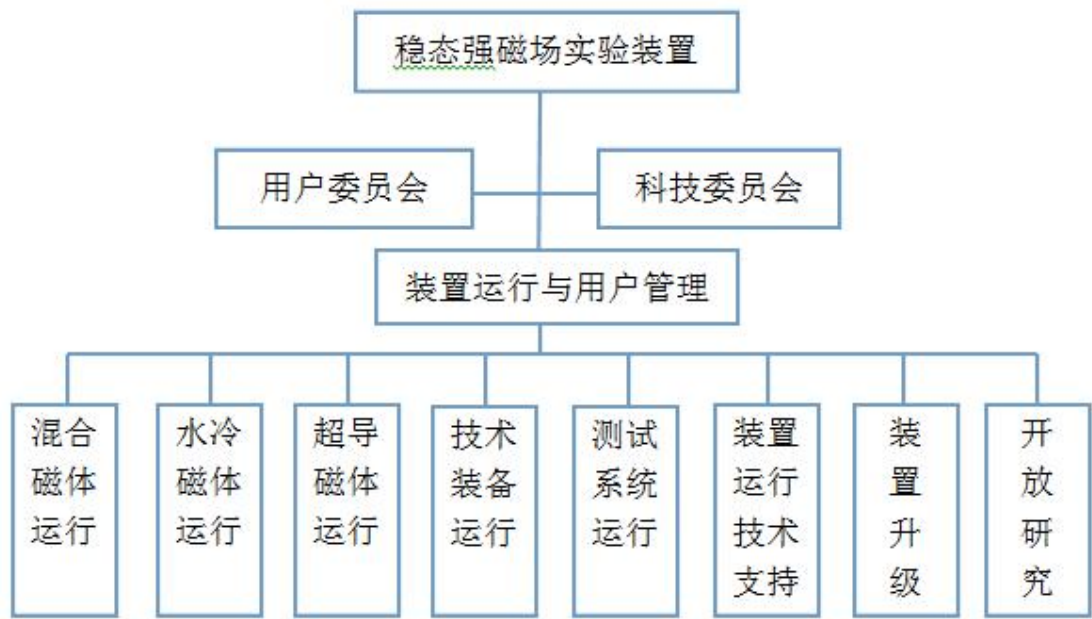 稳态强磁场实验装置
用户委员会
科技委员会
装置运行与用户管理
混合
磁体
运行
水冷
磁体
运行
超导
磁体
运行
技术
装备
运行
测试
系统
运行
装置
运行
技术
支持
装
置
升
级
开
放
研
究